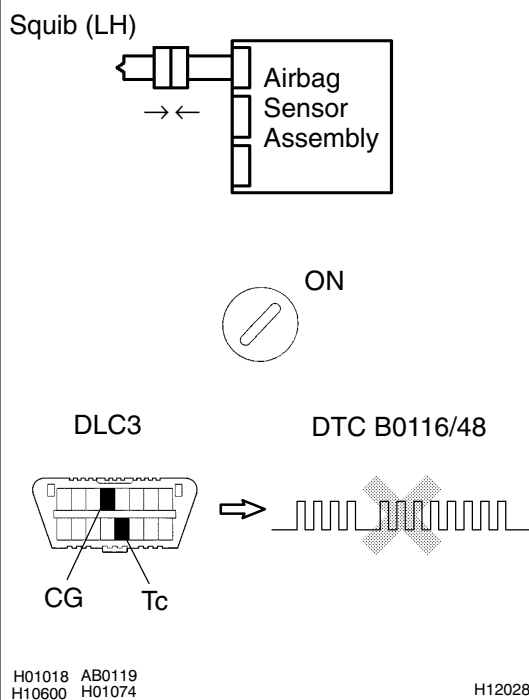 Squib (LH)
Airbag
Sensor
Assembly
ON
DLC3
DTC B0116/48
CG
Tc
H01018 AB0119
H10600 H01074
H12028